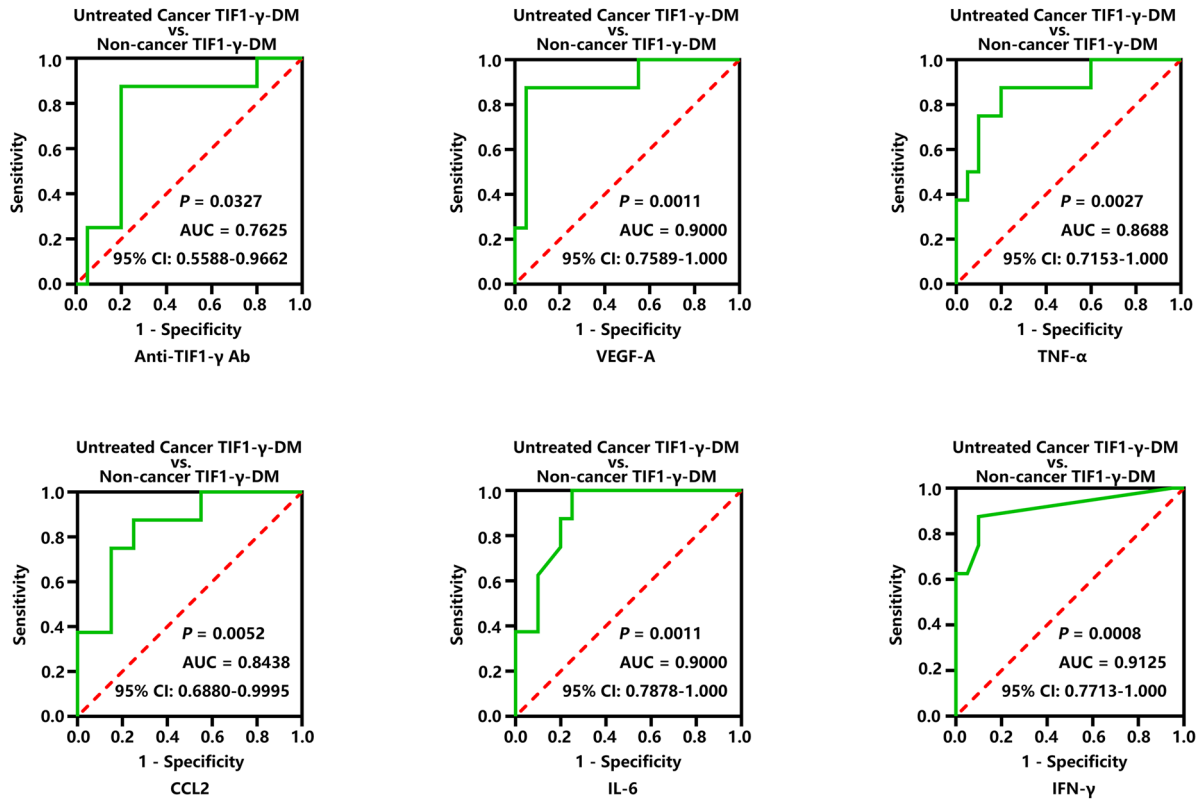 Untreated Cancer TIF1-γ-DM
vs.
Non-cancer TIF1-γ-DM
1.0
0.8
0.6
0.4
0.2
0.0
Sensitivity
P = 0.0327
AUC = 0.7625
95% CI: 0.5588-0.9662
0.0 0.2 0.4 0.6 0.8 1.0
1 - Specificity
Anti-TIF1-γ Ab
Untreated Cancer TIF1-γ-DM
vs.
Non-cancer TIF1-γ-DM
1.0
0.8
0.6
0.4
0.2
0.0
Sensitivity
P = 0.0011
AUC = 0.9000
95% CI: 0.7589-1.000
0.0 0.2 0.4 0.6 0.8 1.0
1 - Specificity
VEGF-A
Untreated Cancer TIF1-γ-DM
vs.
Non-cancer TIF1-γ-DM
1.0
0.8
0.6
0.4
0.2
0.0
Sensitivity
P = 0.0027
AUC = 0.8688
95% CI: 0.7153-1.000
0.0 0.2 0.4 0.6 0.8 1.0
1 - Specificity
TNF-α
Untreated Cancer TIF1-γ-DM
vs.
Non-cancer TIF1-γ-DM
1.0
0.8
0.6
0.4
0.2
0.0
Sensitivity
P = 0.0052
AUC = 0.8438
95% CI: 0.6880-0.9995
0.0 0.2 0.4 0.6 0.8 1.0
1 - Specificity
CCL2
Untreated Cancer TIF1-γ-DM
vs.
Non-cancer TIF1-γ-DM
1.0
0.8
0.6
0.4
0.2
0.0
Sensitivity
P = 0.0011
AUC = 0.9000
95% CI: 0.7878-1.000
0.0 0.2 0.4 0.6 0.8 1.0
1 - Specificity
IL-6
Untreated Cancer TIF1-γ-DM
vs.
Non-cancer TIF1-γ-DM
1.0
0.8
0.6
0.4
0.2
0.0
Sensitivity
P = 0.0008
AUC = 0.9125
95% CI: 0.7713-1.000
0.0 0.2 0.4 0.6 0.8 1.0
1 - Specificity
IFN-γ